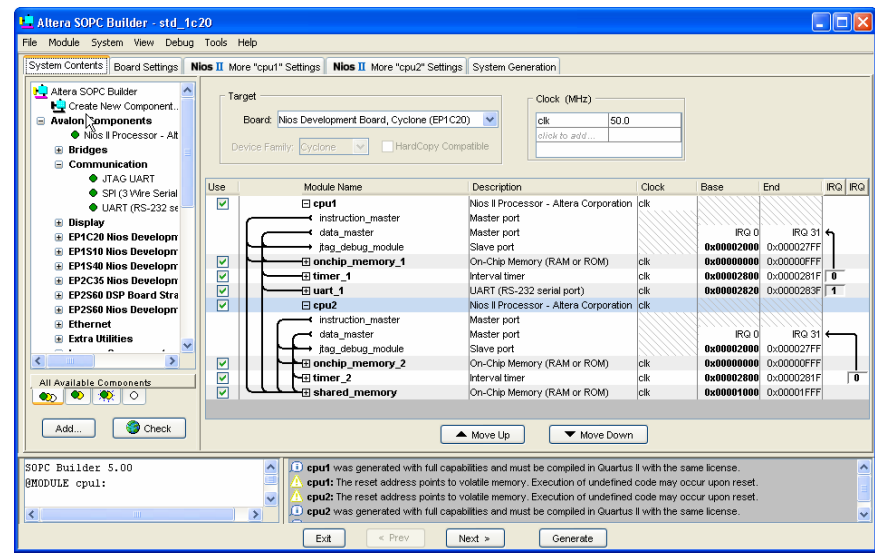 Altera SOPC Builder - std_1c20
File Module System View Debug Tools Help
System Contents Board Settings Nios II More "cpu1" Settings Nios II More "cpu2" Settings System Generation
Altera SOPC Builder
Create New Component..
Avalon Components
Nios II Processor - Alt
Bridges
Communication
JTAG UART
SPI (3 Wire Serial
UART (RS-232 se
Display
EP1C20 Nios Developm
EP1S10 Nios Developm
EP1S40 Nios Developm
EP2C35 Nios Developm
EP2S60 DSP Board Stra
EP2S60 Nios Developm
Ethernet
Extra Utilities
All Available Components
Add... Check
Target
Board: Nios Development Board, Cyclone (EP1C20)
Device Family: Cyclone HardCopy Compatible
Clock (MHz)
clk 50.0
click to add...
Use Module Name Description Clock Base End IRQ IRQ
cpu1 Nios II Processor - Altera Corporation clk
instruction_master Master port
data_master Master port IRQ 0 IRQ 31
jtag_debug_module Slave port 0x00002000 0x000027FF
onchip_memory_1 On-Chip Memory (RAM or ROM) clk 0x00000000 0x00000FFF
timer_1 Interval timer clk 0x00002800 0x0000281F 0
uart_1 UART (RS-232 serial port) clk 0x00002820 0x0000283F 1
cpu2 Nios II Processor - Altera Corporation clk
instruction_master Master port
data_master Master port IRQ 0 IRQ 31
jtag_debug_module Slave port 0x00002000 0x000027FF
onchip_memory_2 On-Chip Memory (RAM or ROM) clk 0x00000000 0x00000FFF
timer_2 Interval timer clk 0x00002800 0x0000281F 0
shared_memory On-Chip Memory (RAM or ROM) clk 0x00001000 0x00001FFF
Move Up Move Down
SOPC Builder 5.00
@MODULE cpu1:
cpu1 was generated with full capabilities and must be compiled in Quartus II with the same license.
cpu1: The reset address points to volatile memory. Execution of undefined code may occur upon reset.
cpu2: The reset address points to volatile memory. Execution of undefined code may occur upon reset.
cpu2 was generated with full capabilities and must be compiled in Quartus II with the same license.
Exit < Prev Next > Generate